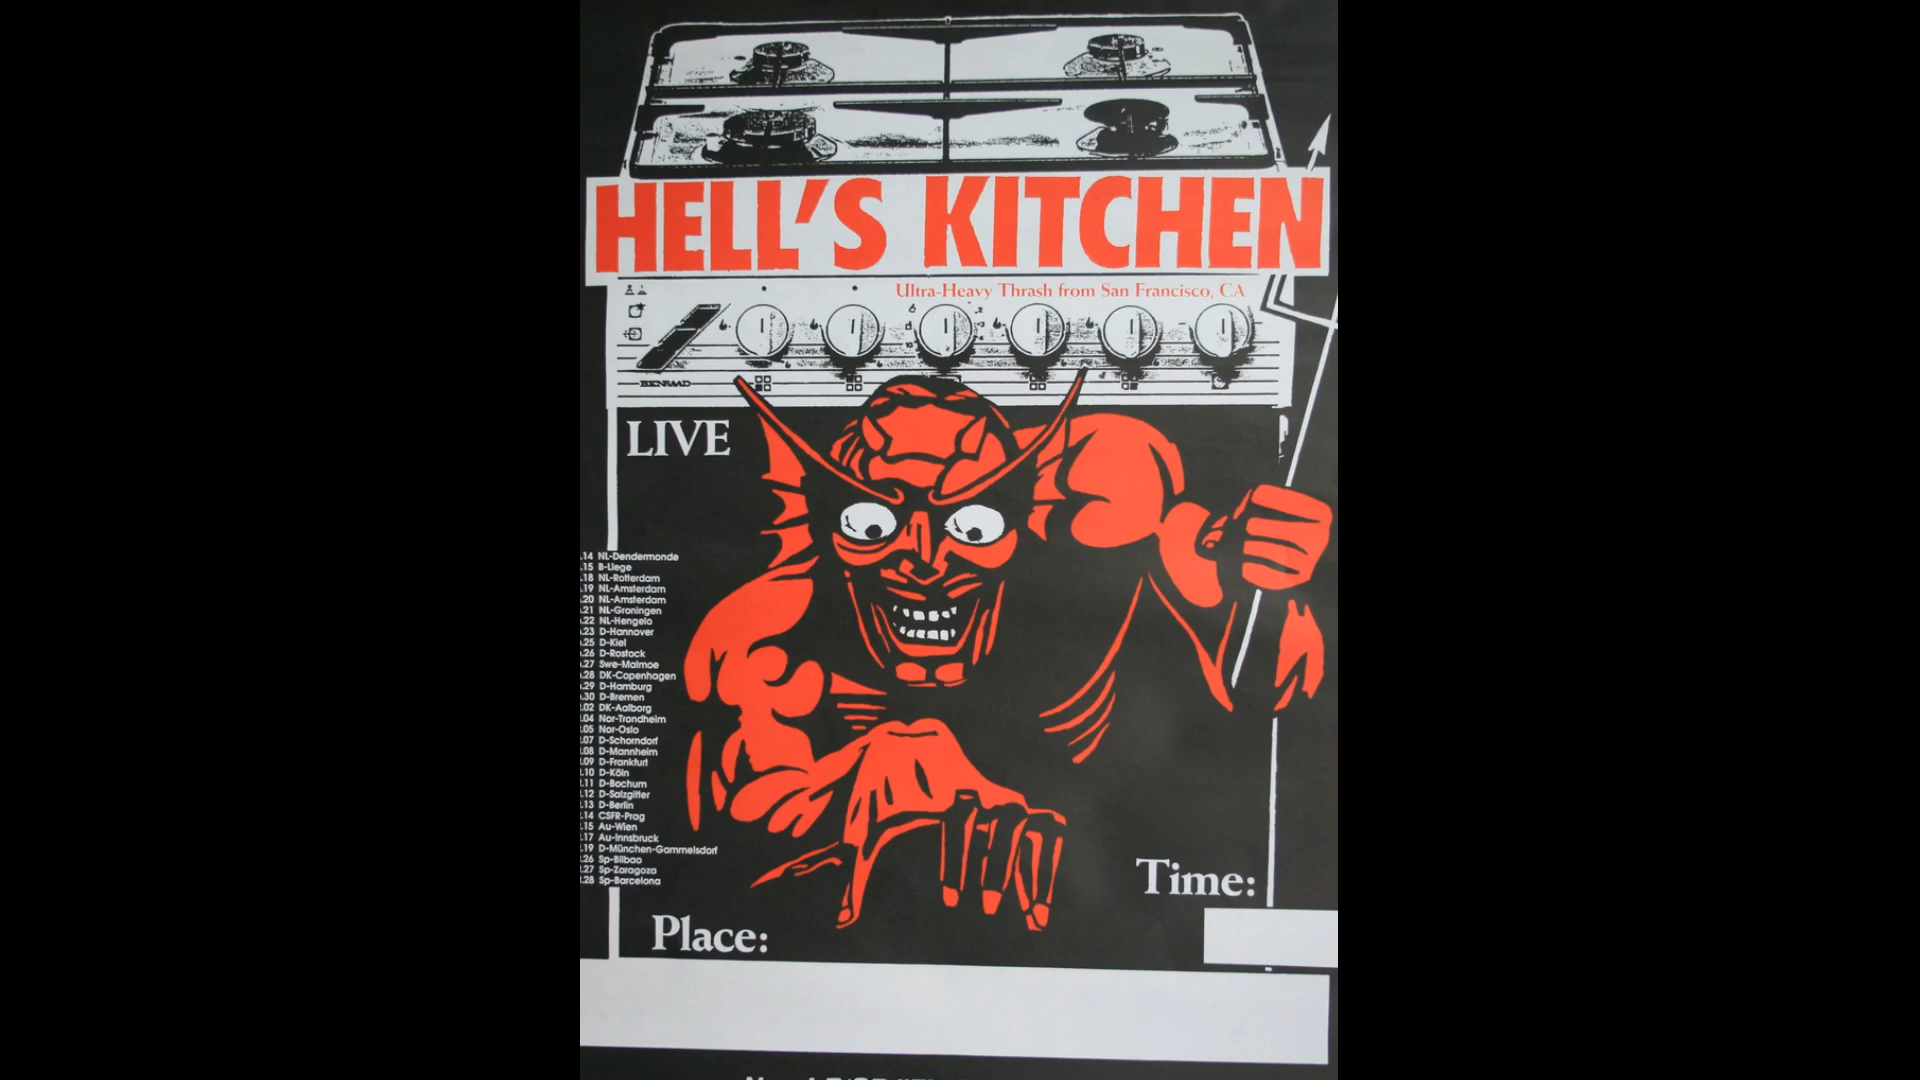 HELL'S KITCHEN
Ultra-Heavy Thrash from San Francisco, CA
BENRAAD
LIVE
.14 NL-Dendermonde
.15 B-Liege
.18 NL-Rotterdam
.19 NL-Amsterdam
.20 NL-Amsterdam
.21 NL-Groningen
.22 NL-Hengelo
.23 D-Hannover
.25 D-Kiel
.26 D-Rostock
.27 Swe-Malmoe
.28 DK-Copenhagen
.29 D-Hamburg
.30 D-Bremen
.02 DK-Aalborg
.04 Nor-Trondheim
.05 Nor-Oslo
.07 D-Schorndorf
.08 D-Mannheim
.09 D-Frankfurt
.10 D-Köln
.11 D-Bochum
.12 D-Salzgitter
.13 D-Berlin
.14 CSFR-Prag
.15 Au-Wien
.17 Au-Innsbruck
.19 D-München-Gammelsdorf
.26 Sp-Bilbao
.27 Sp-Zaragoza
.28 Sp-Barcelona
Time:
Place: